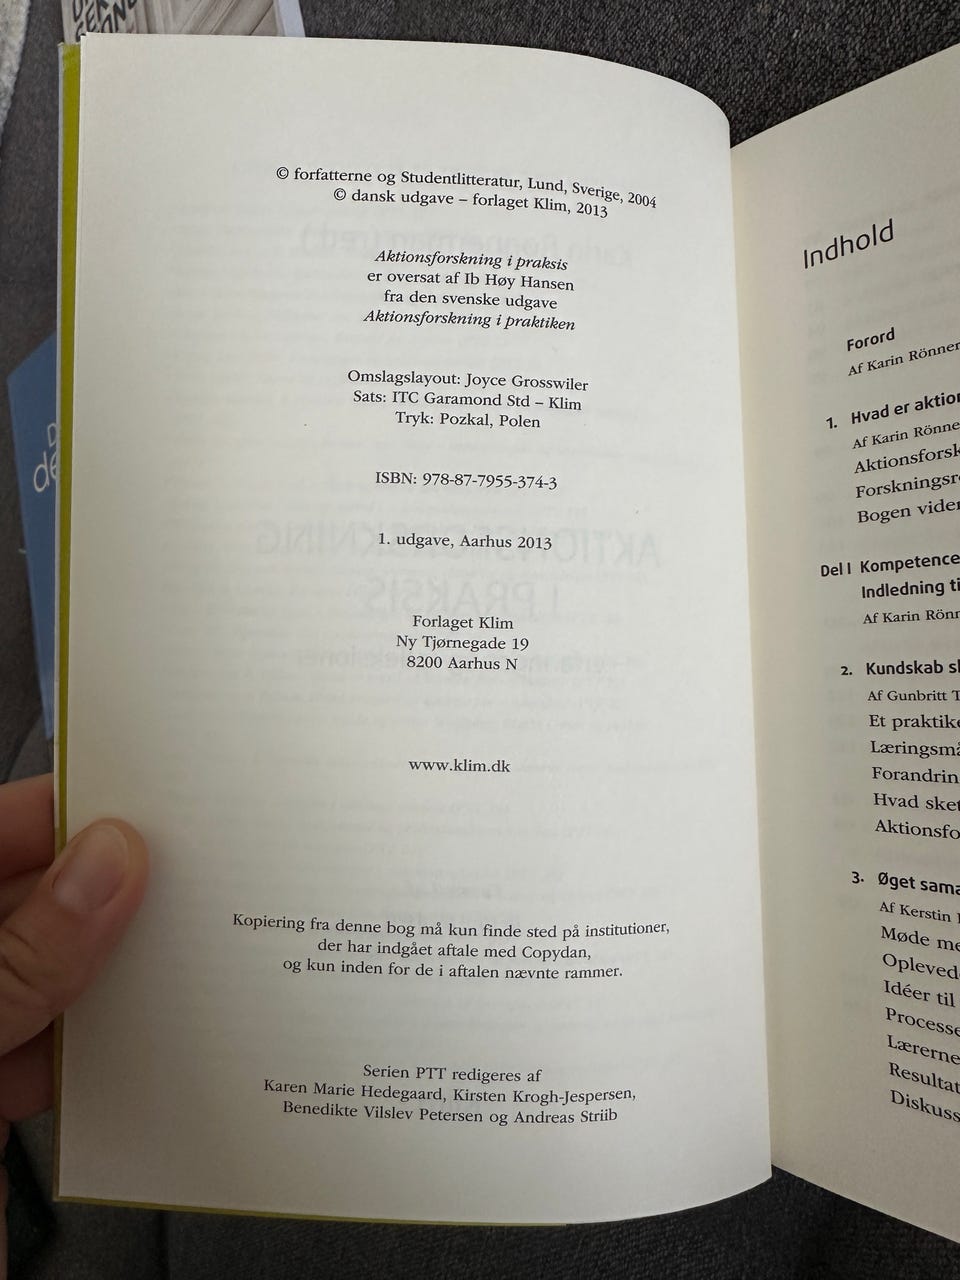 © forfatterne og Studentlitteratur, Lund, Sverige, 2004
© dansk udgave – forlaget Klim, 2013
Aktionsforskning i praksis
er oversat af Ib Høy Hansen
fra den svenske udgave
Aktionsforskning i praktiken
Omslagslayout: Joyce Grosswiler
Sats: ITC Garamond Std – Klim
Tryk: Pozkal, Polen
ISBN: 978-87-7955-374-3
1. udgave, Aarhus 2013
Forlaget Klim
Ny Tjørnegade 19
8200 Aarhus N
www.klim.dk
Kopiering fra denne bog må kun finde sted på institutioner,
der har indgået aftale med Copydan,
og kun inden for de i aftalen nævnte rammer.
Serien PTT redigeres af
Karen Marie Hedegaard, Kirsten Krogh-Jespersen,
Benedikte Vilslev Petersen og Andreas Striib
Indhold
Forord
Af Karin Rönner
1. Hvad er aktion
Af Karin Rönne
Aktionsforsk
Forskningsr
Bogen vider
Del I Kompetence
Indledning ti
Af Karin Rönn
2. Kundskab sk
Af Gunbritt T
Et praktike
Læringsmå
Forandrin
Hvad sket
Aktionsfo
3. Øget sama
Af Kerstin
Møde me
Oplevede
Idéer til
Processe
Lærerne
Resultat
Diskuss